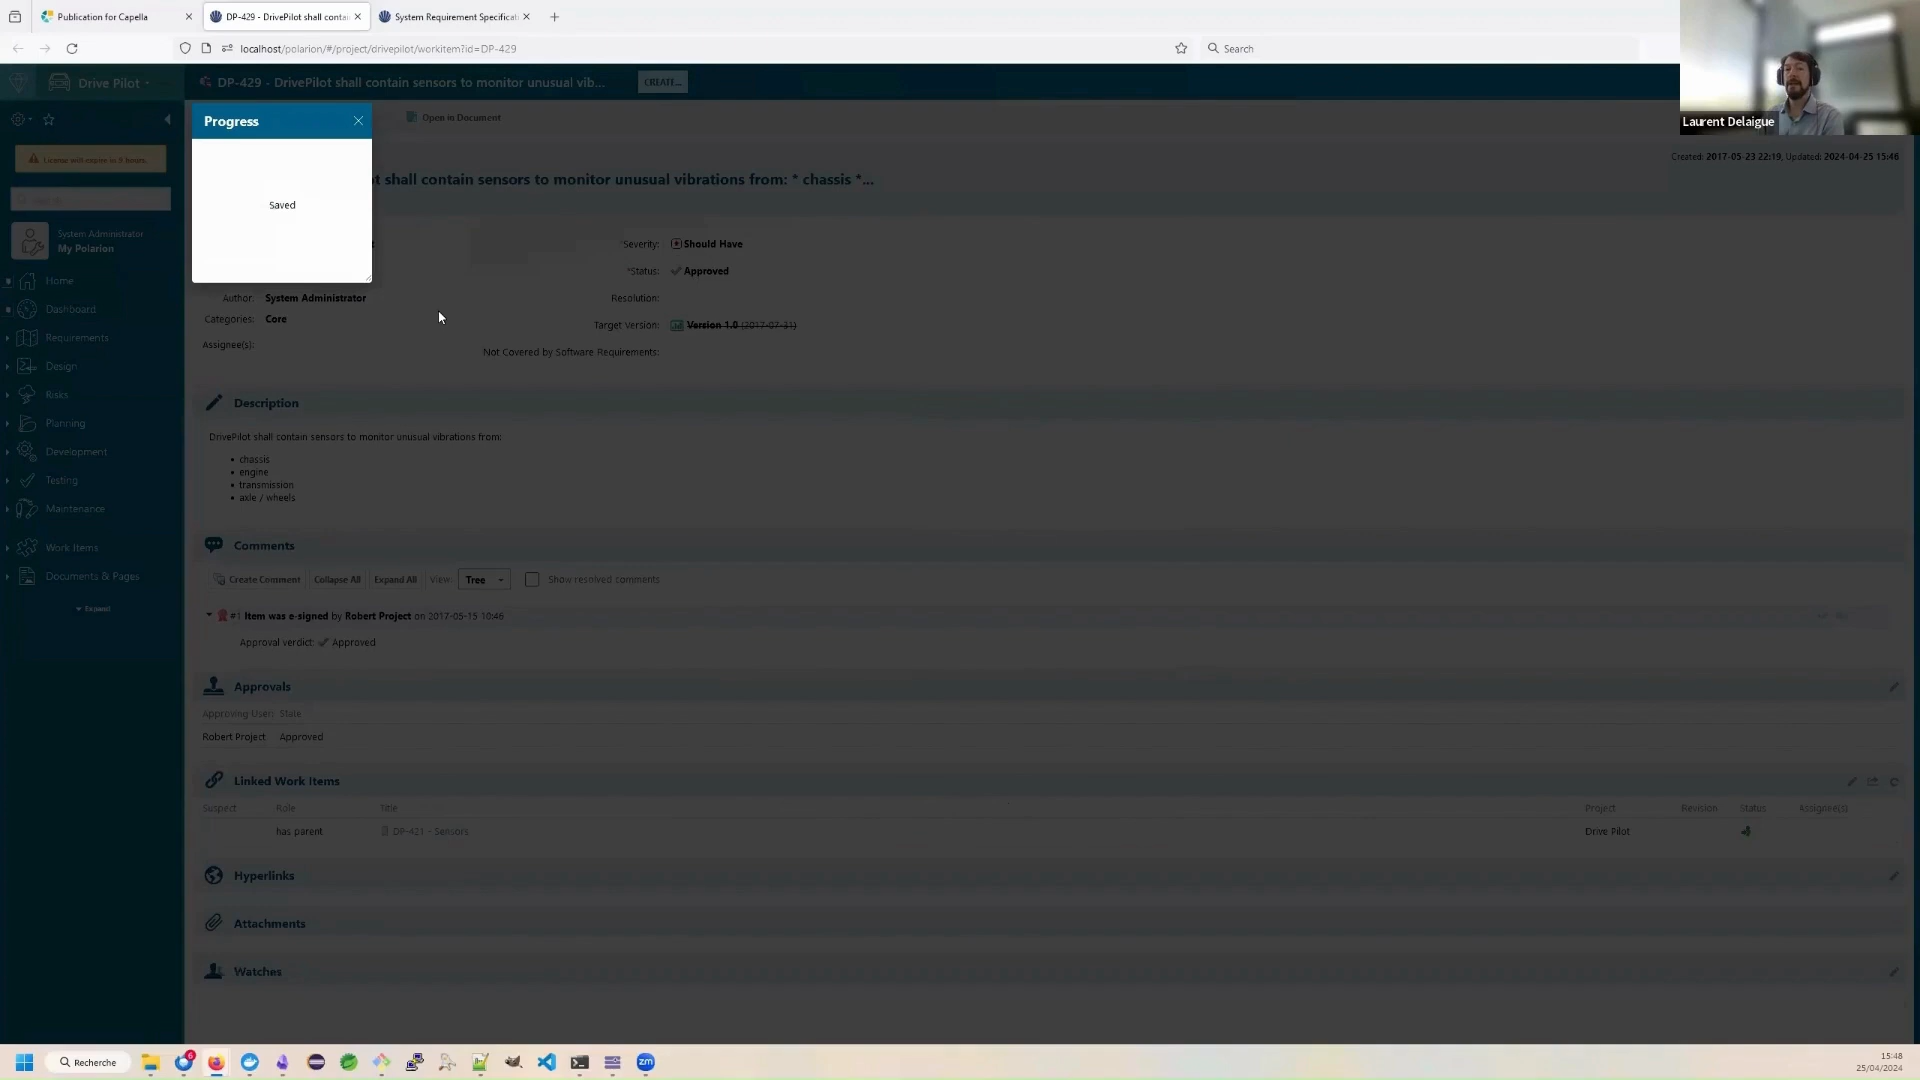 Publication for Capella
DP-429 - DrivePilot shall contai
System Requirement Specificat
localhost/polarion/#/project/drivepilot/workitem?id=DP-429
Search
Laurent Delaigue
Drive Pilot
DP-429 - DrivePilot shall contain sensors to monitor unusual vib...
CREATE...
Progress
Open in Document
License will expire in 9 hours.
Created: 2017-05-23 22:19, Updated: 2024-04-25 15:46
shall contain sensors to monitor unusual vibrations from: * chassis *...
Saved
System Administrator
My Polarion
Severity: Should Have
*Status: Approved
Home
Author: System Administrator
Resolution:
Dashboard
Categories: Core
Target version: Version 1.0 (2017-07-31)
Requirements
Assignee(s):
Not Covered by Software Requirements:
Design
Risks
Description
Planning
DrivePilot shall contain sensors to monitor unusual vibrations from:
Development
• chassis
• engine
Testing
• transmission
• axle / wheels
Maintenance
Work Items
Comments
Documents & Pages
Create Comment Collapse All Expand All View: Tree Show resolved comments
Expand
#1 Item was e-signed by Robert Project on 2017-05-15 10:46
Approval verdict: Approved
Approvals
Approving User: State
Robert Project Approved
Linked Work Items
Suspect Role Title Project Revision Status Assignee(s)
has parent DP-421 - Sensors Drive Pilot
Hyperlinks
Attachments
Watches
Recherche
6
zm
15:48
25/04/2024